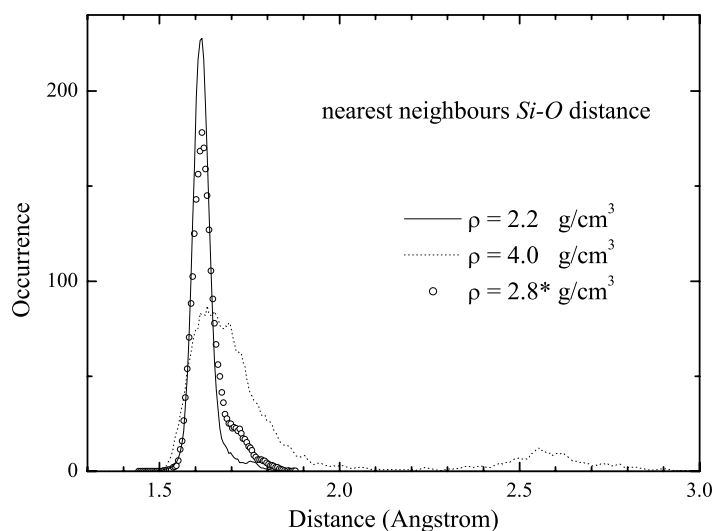 200
100
0
Occurrence
nearest neighbours Si-O distance
ρ = 2.2 g/cm³
ρ = 4.0 g/cm³
ρ = 2.8* g/cm³
1.5 2.0 2.5 3.0
Distance (Angstrom)